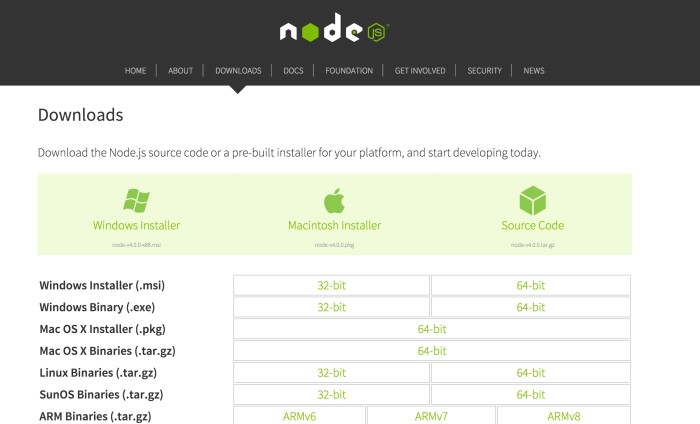 node JS
HOME ABOUT DOWNLOADS DOCS FOUNDATION GET INVOLVED SECURITY NEWS
Downloads
Download the Node.js source code or a pre-built installer for your platform, and start developing today.
Windows Installer Macintosh Installer Source Code
node-v4.0.0-x86.msi node-v4.0.0.pkg node-v4.0.0.tar.gz
Windows Installer (.msi) 32-bit 64-bit
Windows Binary (.exe) 32-bit 64-bit
Mac OS X Installer (.pkg) 64-bit
Mac OS X Binaries (.tar.gz) 64-bit
Linux Binaries (.tar.gz) 32-bit 64-bit
SunOS Binaries (.tar.gz) 32-bit 64-bit
ARM Binaries (.tar.gz) ARMv6 ARMv7 ARMv8